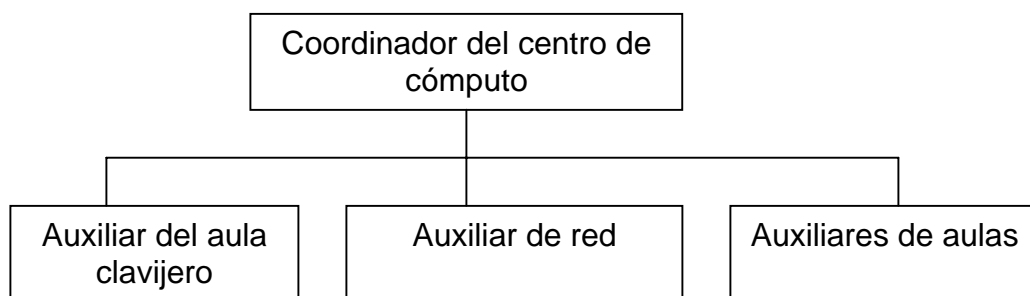 Coordinador del centro de
cómputo
Auxiliar del aula
clavijero
Auxiliar de red
Auxiliares de aulas